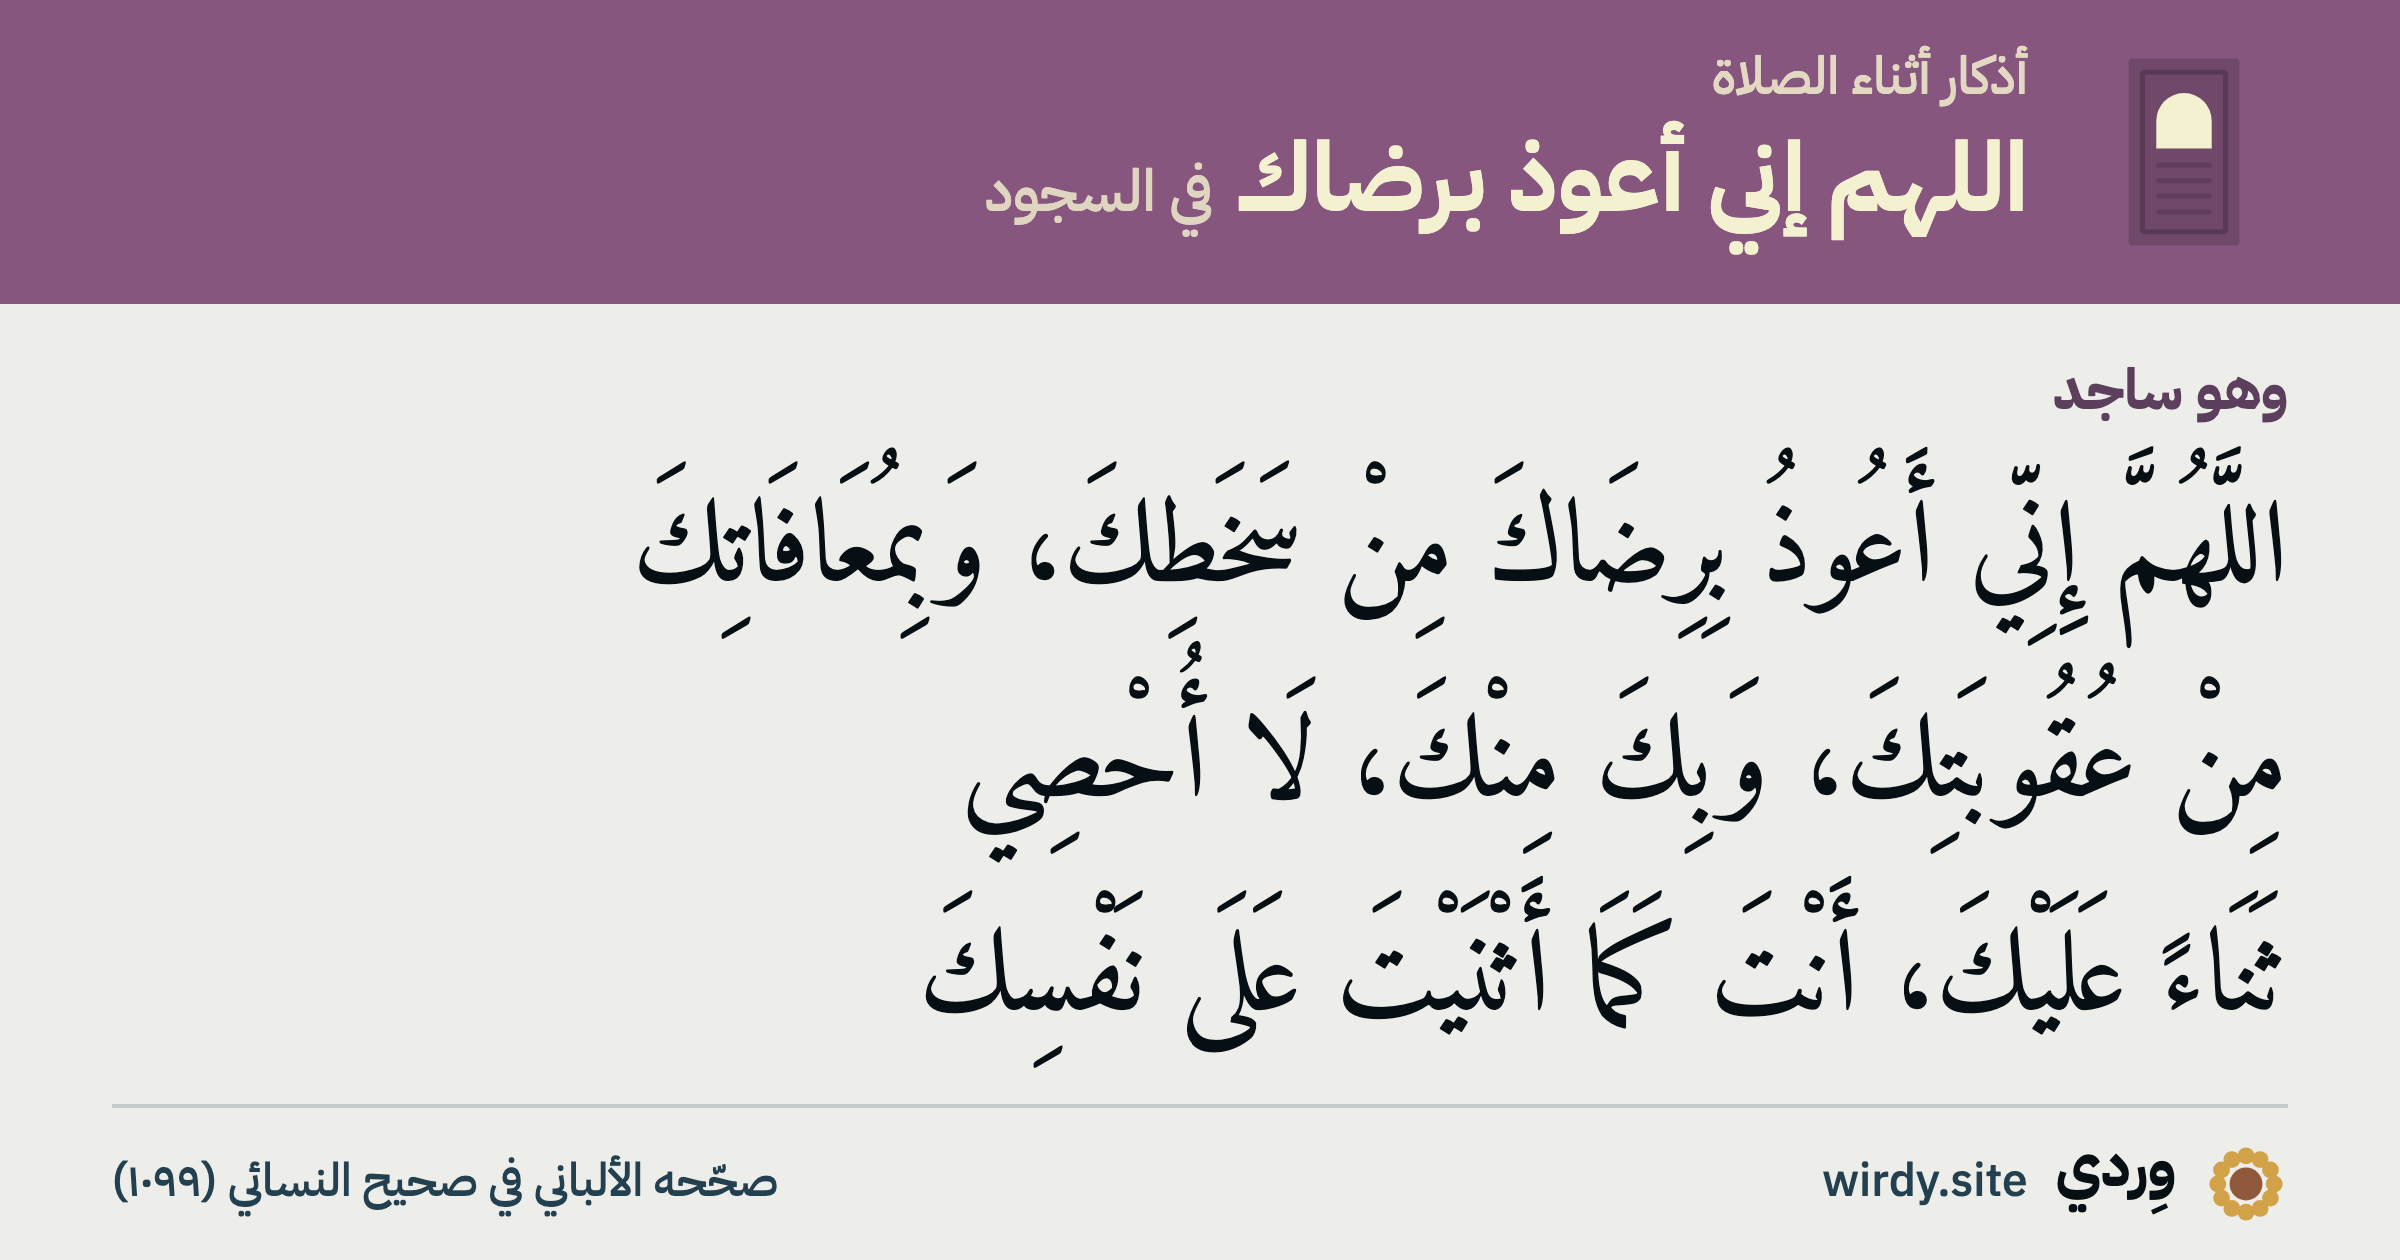 أذكار أثناء الصلاة
اللهم إني أعوذ برضاك في السجود
وهو ساجد
اللَّهُمَّ إِنِّي أَعُوذُ بِرِضَاكَ مِنْ سَخَطِكَ، وَبِمُعَافَاتِكَ
مِنْ عُقُوبَتِكَ، وَبِكَ مِنْكَ، لَا أُحْصِي
ثَنَاءً عَلَيْكَ، أَنْتَ كَمَا أَثْنَيْتَ عَلَى نَفْسِكَ
وِردي wirdy.site
صحّحه الألباني في صحيح النسائي (١٠٩٩)